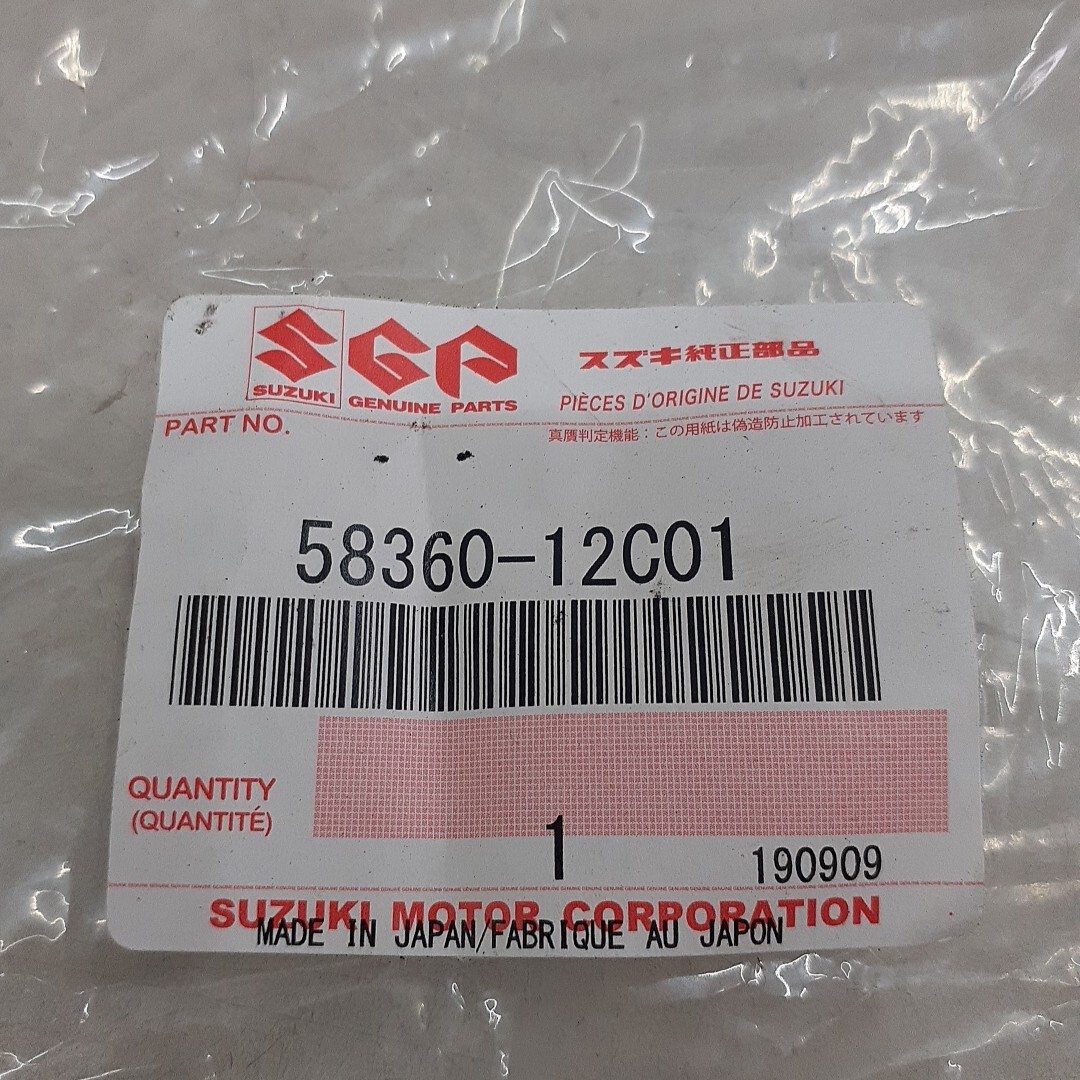 SGP
SUZUKI GENUINE PARTS
スズキ純正部品
PIÈCES D'ORIGINE DE SUZUKI
PART NO.
真贋判定機能：この用紙は偽造防止加工されています
58360-12C01
QUANTITY
(QUANTITÉ)
1
190909
SUZUKI MOTOR CORPORATION
MADE IN JAPAN/FABRIQUE AU JAPON